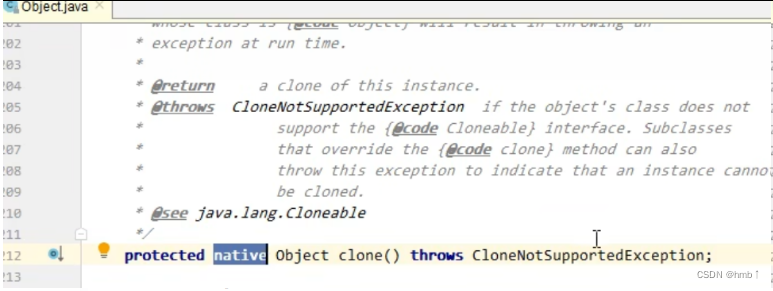 Object.java
whose class is {@code Object} will result in throwing an
202 * exception at run time.
203 *
204 * @return a clone of this instance.
205 * @throws CloneNotSupportedException if the object's class does not
206 * support the {@code Cloneable} interface. Subclasses
207 * that override the {@code clone} method can also
208 * throw this exception to indicate that an instance cannot
209 * be cloned.
210 * @see java.lang.Cloneable
211 */
212 protected native Object clone() throws CloneNotSupportedException;
213
CSDN @hmb